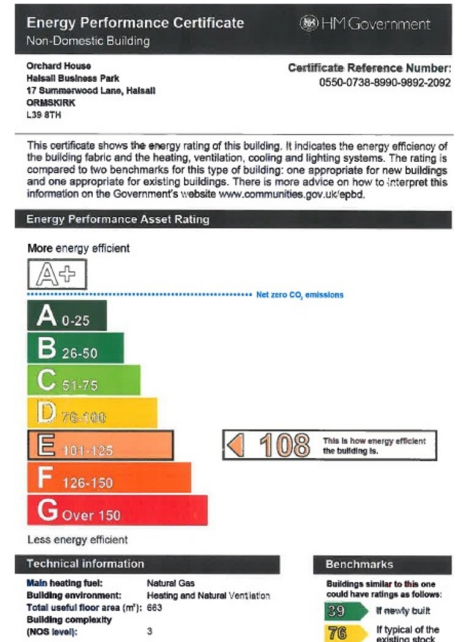 Energy Performance Certificate
HM Government
Non-Domestic Building
Orchard House
Halsall Business Park
17 Summerwood Lane, Halsall
ORMSKIRK
L39 8TH
Certificate Reference Number:
0550-0738-8990-9892-2092
This certificate shows the energy rating of this building. It indicates the energy efficiency of
the building fabric and the heating, ventilation, cooling and lighting systems. The rating is
compared to two benchmarks for this type of building: one appropriate for new buildings
and one appropriate for existing buildings. There is more advice on how to interpret this
information on the Government's website www.communities.gov.uk/epbd.
Energy Performance Asset Rating
More energy efficient
A+
Net zero CO₂ emissions
A 0-25
B 26-50
C 51-75
D 76-100
E 101-125
108 This is how energy efficient
the building is.
F 126-150
G Over 150
Less energy efficient
Technical information
Main heating fuel: Natural Gas
Building environment: Heating and Natural Ventilation
Total useful floor area (m²): 663
Building complexity
(NOS level): 3
Benchmarks
Buildings similar to this one
could have ratings as follows:
39 If newly built
76 If typical of the
existing stock